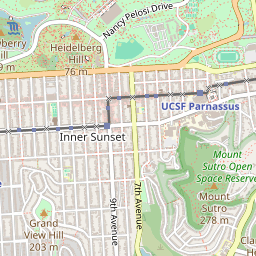 Nancy Pelosi Drive
Heidelberg
Hill
76 m
UCSF Parnassus
Inner Sunset
Mount
Sutro Open
Space Reserve
Mount
Sutro
278 m
7th Avenue
9th Avenue
Grand
View Hill
203 m